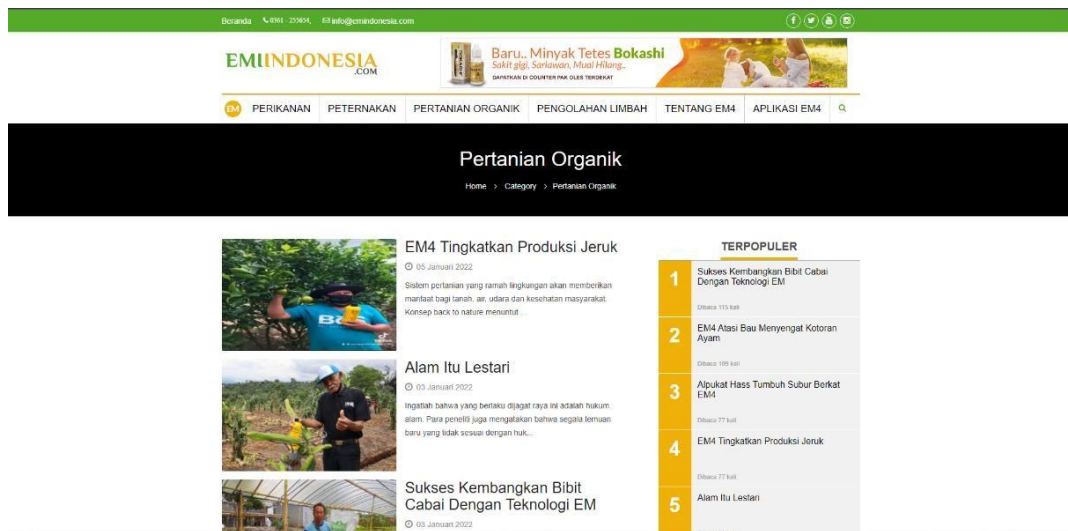 Beranda 0361 - 255654, info@emindonesia.com
EMIINDONESIA
.COM
Baru.. Minyak Tetes Bokashi
Sakit gigi, Sariawan, Mual Hilang..
DAPATKAN DI COUNTER PAK OLES TERDEKAT
EM PERIKANAN PETERNAKAN PERTANIAN ORGANIK PENGOLAHAN LIMBAH TENTANG EM4 APLIKASI EM4
Pertanian Organik
Home > Category > Pertanian Organik
EM4 Tingkatkan Produksi Jeruk
05 Januari 2022
Sistem pertanian yang ramah lingkungan akan memberikan
manfaat bagi tanah, air, udara dan kesehatan masyarakat.
Konsep back to nature menuntut ...
Alam Itu Lestari
03 Januari 2022
Ingatlah bahwa yang berlaku dijagat raya ini adalah hukum
alam. Para peneliti juga mengatakan bahwa segala temuan
baru yang tidak sesuai dengan huk...
Sukses Kembangkan Bibit
Cabai Dengan Teknologi EM
03 Januari 2022
TERPOPULER
1
Sukses Kembangkan Bibit Cabai
Dengan Teknologi EM
Dibaca 115 kali
2
EM4 Atasi Bau Menyengat Kotoran
Ayam
Dibaca 109 kali
3
Alpukat Hass Tumbuh Subur Berkat
EM4
Dibaca 77 kali
4
EM4 Tingkatkan Produksi Jeruk
Dibaca 77 kali
5
Alam Itu Lestari